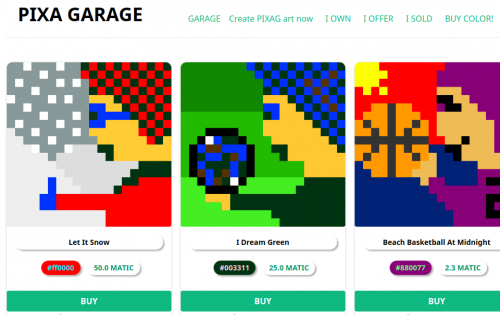 PIXA GARAGE
GARAGE Create PIXAG art now I OWN I OFFER I SOLD BUY COLOR!
Let It Snow
#ff0000 50.0 MATIC
BUY
I Dream Green
#003311 25.0 MATIC
BUY
Beach Basketball At Midnight
#880077 2.3 MATIC
BUY